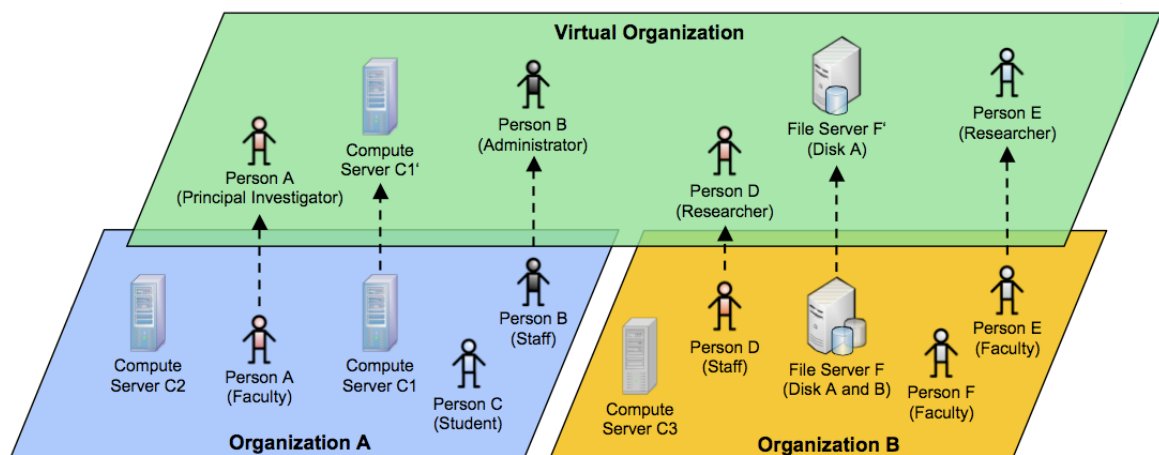 Virtual Organization
Person A
(Principal Investigator)
Compute
Server C1'
Person B
(Administrator)
Person D
(Researcher)
File Server F‘
(Disk A)
Person E
(Researcher)
Compute
Server C2
Person A
(Faculty)
Compute
Server C1
Person C
(Student)
Person B
(Staff)
Organization A
Compute
Server C3
Person D
(Staff)
File Server F
(Disk A and B)
Person F
(Faculty)
Person E
(Faculty)
Organization B